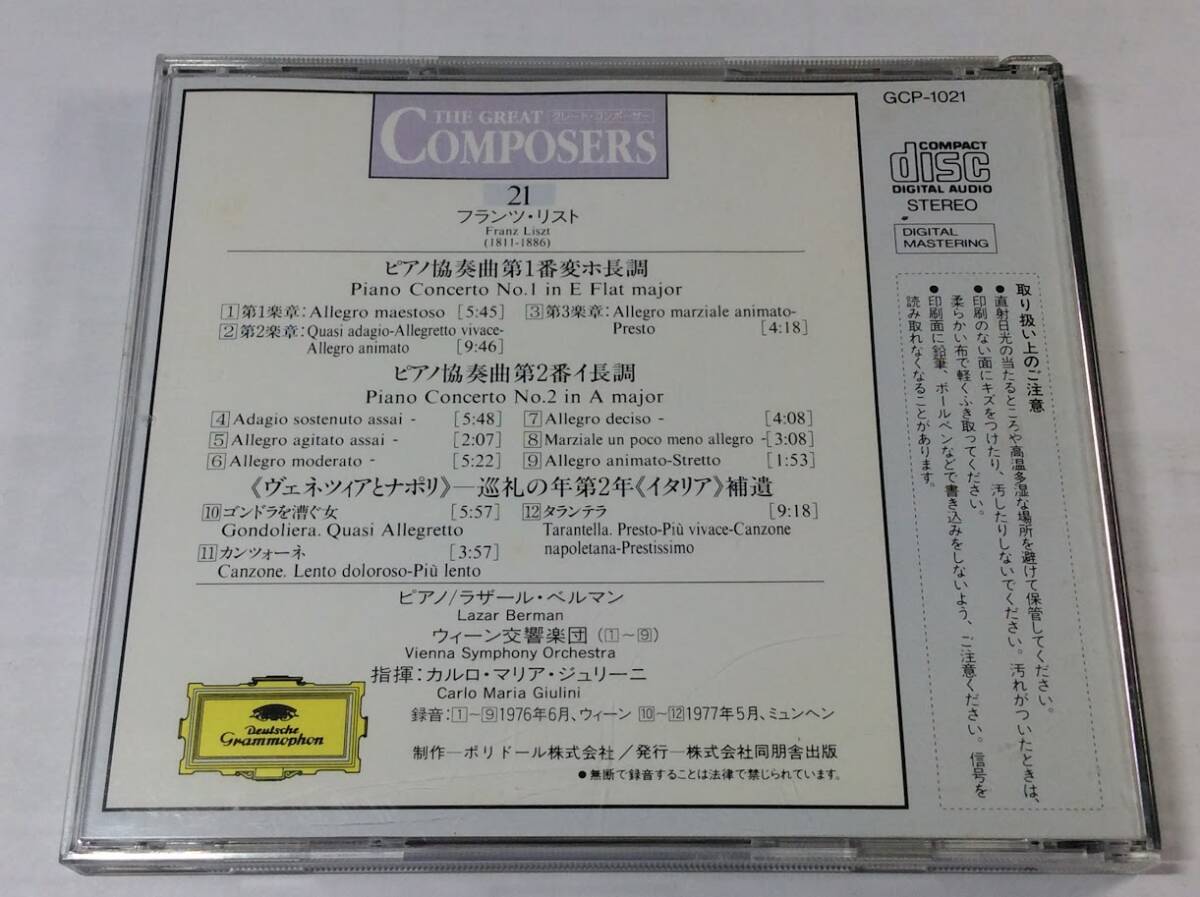 THE GREAT グレート・コンポーザー
COMPOSERS
21
フランツ・リスト
Franz Liszt
(1811-1886)
ピアノ協奏曲第1番変ホ長調
Piano Concerto No.1 in E Flat major
1 第1楽章: Allegro maestoso [5:45]
2 第2楽章: Quasi adagio-Allegretto vivace-
Allegro animato [9:46]
3 第3楽章: Allegro marziale animato-
Presto [4:18]
ピアノ協奏曲第2番イ長調
Piano Concerto No.2 in A major
4 Adagio sostenuto assai - [5:48]
5 Allegro agitato assai - [2:07]
6 Allegro moderato - [5:22]
7 Allegro deciso - [4:08]
8 Marziale un poco meno allegro - [3:08]
9 Allegro animato-Stretto [1:53]
《ヴェネツィアとナポリ》—巡礼の年第2年《イタリア》補遺
10 ゴンドラを漕ぐ女 [5:57]
Gondoliera. Quasi Allegretto
11 カンツォーネ [3:57]
Canzone. Lento doloroso-Più lento
12 タランテラ [9:18]
Tarantella. Presto-Più vivace-Canzone
napoletana-Prestissimo
ピアノ/ラザール・ベルマン
Lazar Berman
ウィーン交響楽団 (1~9)
Vienna Symphony Orchestra
指揮:カルロ・マリア・ジュリーニ
Carlo Maria Giulini
録音:1~9 1976年6月、ウィーン 10~12 1977年5月、ミュンヘン
制作—ポリドール株式会社/発行—株式会社同朋舎出版
●無断で録音することは法律で禁じられています。
Deutsche
Grammophon
GCP-1021
COMPACT
disc
DIGITAL AUDIO
STEREO
DIGITAL
MASTERING
取り扱い上のご注意
●直射日光の当たるところや高温多湿な場所を避けて保管してください。
●印刷のない面にキズをつけたり、汚したりしないでください。汚れがついたときは、
柔らかい布で軽くふき取ってください。
●印刷面に鉛筆、ボールペンなどで書き込みをしないよう、ご注意ください。信号を
読み取れなくなることがあります。